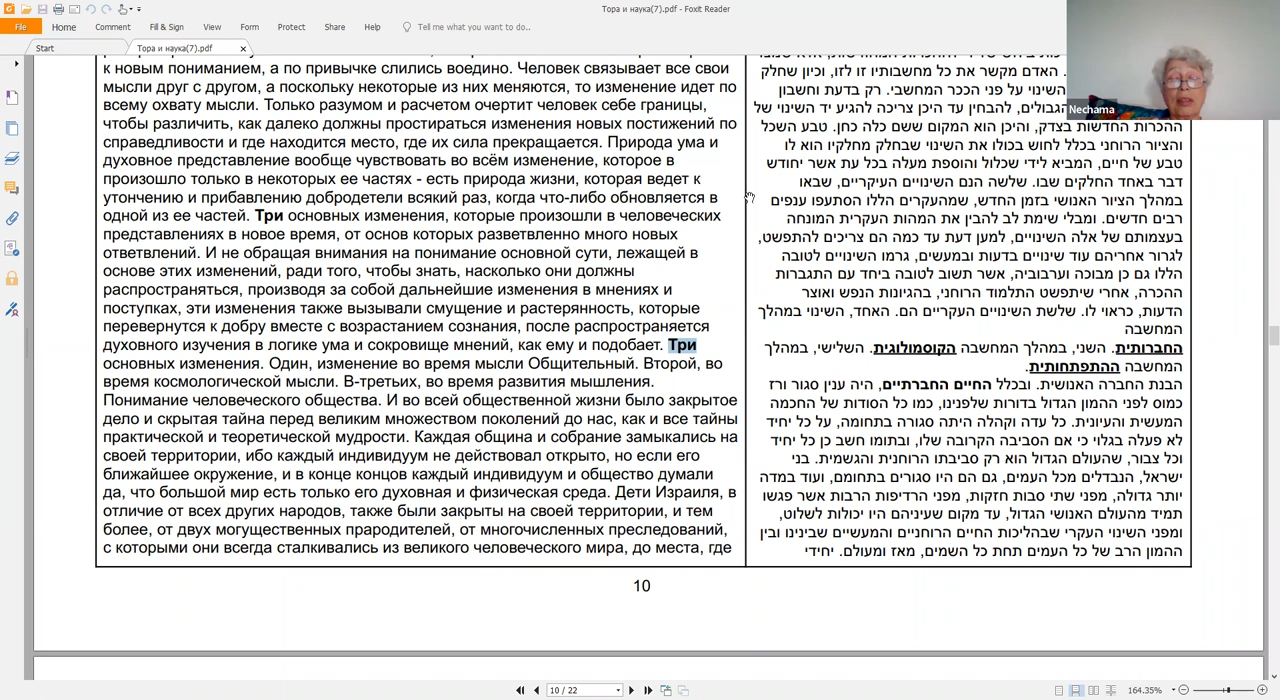 Тора и наука(7).pdf - Foxit Reader
File Home Comment Fill & Sign View Form Protect Share Help Tell me what you want to do..
Start Тора и наука(7).pdf
к новым пониманием, а по привычке слились воедино. Человек связывает все свои
мысли друг с другом, а поскольку некоторые из них меняются, то изменение идет по
всему охвату мысли. Только разумом и расчетом очертит человек себе границы,
чтобы различить, как далеко должны простираться изменения новых постижений по
справедливости и где находится место, где их сила прекращается. Природа ума и
духовное представление вообще чувствовать во всём изменение, которое в
произошло только в некоторых ее частях - есть природа жизни, которая ведет к
утончению и прибавлению добродетели всякий раз, когда что-либо обновляется в
одной из ее частей. Три основных изменения, которые произошли в человеческих
представлениях в новое время, от основ которых разветвленно много новых
ответвлений. И не обращая внимания на понимание основной сути, лежащей в
основе этих изменений, ради того, чтобы знать, насколько они должны
распространяться, производя за собой дальнейшие изменения в мнениях и
поступках, эти изменения также вызывали смущение и растерянность, которые
перевернутся к добру вместе с возрастанием сознания, после распространяется
духовного изучения в логике ума и сокровище мнений, как ему и подобает. Три
основных изменения. Один, изменение во время мысли Общительный. Второй, во
время космологической мысли. В-третьих, во время развития мышления.
Понимание человеческого общества. И во всей общественной жизни было закрытое
дело и скрытая тайна перед великим множеством поколений до нас, как и все тайны
практической и теоретической мудрости. Каждая община и собрание замыкались на
своей территории, ибо каждый индивидуум не действовал открыто, но если его
ближайшее окружение, и в конце концов каждый индивидуум и общество думали
да, что большой мир есть только его духовная и физическая среда. Дети Израиля, в
отличие от всех других народов, также были закрыты на своей территории, и тем
более, от двух могущественных прародителей, от многочисленных преследований,
с которыми они всегда сталкивались из великого человеческого мира, до места, где
. האדם מקשר את כל מחשבותיו זו לזו, וכיון שחלק
השינוי על פני הככר המחשבי. רק בדעת וחשבון
הגבולים, להבחין עד היכן צריכה להגיע יד השינוי של
ההכרות החדשות בצדק, והיכן הוא המקום ששם כלה כחן. טבע השכל
והציור הרוחני בכלל לחוש בכולו את השינוי שבחלק מחלקיו הוא לו
טבע של חיים, המביא לידי שכלול והוספת מעלה בכל עת אשר יחודש
דבר באחד החלקים שבו. שלשה הנם השינויים העיקריים, שבאו
במהלך הציור האנושי בזמן החדש, שמהעקרים הללו הסתעפו ענפים
רבים חדשים. ומבלי שימת לב להבין את המהות העקרית המונחה
בעצמותם של אלה השינויים, למען דעת עד כמה הם צריכים להתפשט,
לגרור אחריהם עוד שינויים בדעות ובמעשים, גרמו השינויים לטובה
הללו גם כן מבוכה וערבוביה, אשר תשוב לטובה ביחד עם התגברות
ההכרה, אחרי שיתפשט התלמוד הרוחני, בהגיונות הנפש ואוצר
הדעות, כראוי לו. שלשת השינויים העקריים הם. האחד, השינוי במהלך
המחשבה
החברותית. השני, במהלך המחשבה הקוסמולוגית. השלישי, במהלך
המחשבה ההתפתחותית.
הבנת החברה האנושית. ובכלל החיים החברתיים, היה ענין סגור ורז
כמוס לפני ההמון הגדול בדורות שלפנינו, כמו כל הסודות של החכמה
המעשית והעיונית. כל עדה וקהלה היתה סגורה בתחומה, על כל יחיד
לא פעלה בגלוי כי אם הסביבה הקרובה שלו, ובתומו חשב כן כל יחיד
וכל צבור, שהעולם הגדול הוא רק סביבתו הרוחנית והגשמית. בני
ישראל, הנבדלים מכל העמים, גם הם היו סגורים בתחומם, ועוד במדה
יותר גדולה, מפני שתי סבות חזקות, מפני הרדיפות הרבות אשר פגשו
תמיד מהעולם האנושי הגדול, עד מקום שעיניהם היו יכולות לשלוט,
ומפני השינוי העקרי שבהליכות החיים הרוחניים והמעשיים שבינינו ובין
ההמון הרב של כל העמים תחת כל השמים, מאז ומעולם. יחידי
10
Nechama
10 / 22
164.35%